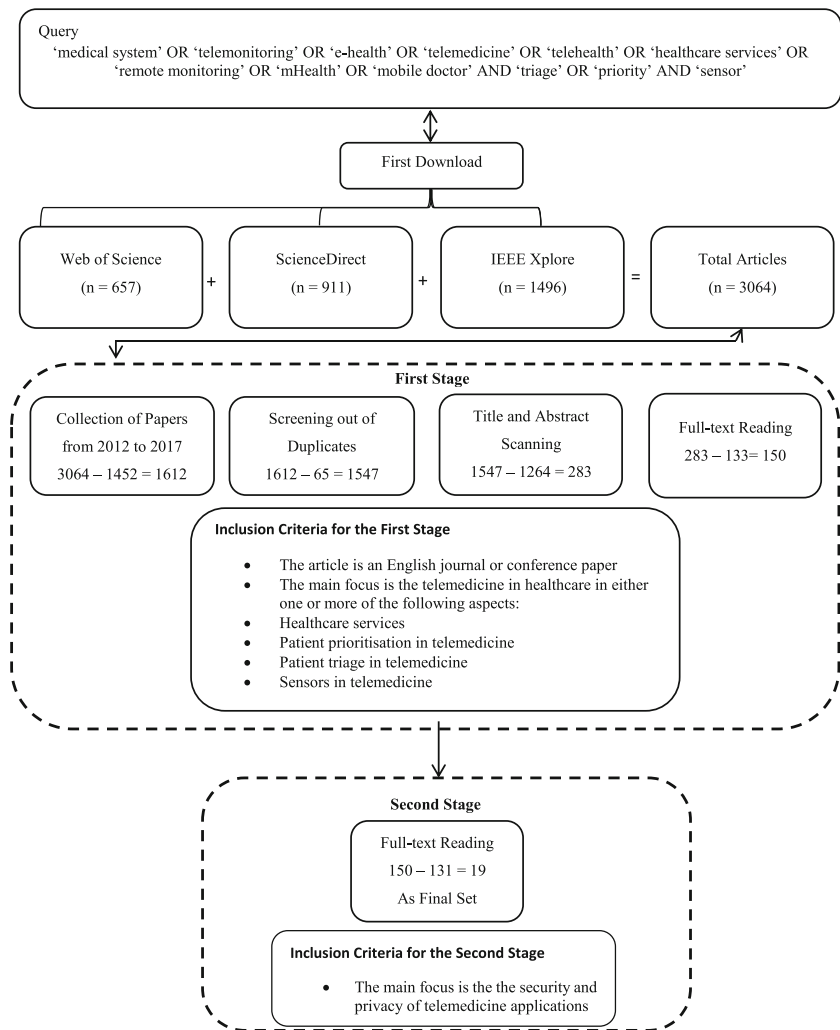 Query
‘medical system’ OR ‘telemonitoring’ OR ‘e-health’ OR ‘telemedicine’ OR ‘telehealth’ OR ‘healthcare services’ OR
‘remote monitoring’ OR ‘mHealth’ OR ‘mobile doctor’ AND ‘triage’ OR ‘priority’ AND ‘sensor’
First Download
Web of Science
(n = 657)
+
ScienceDirect
(n = 911)
+
IEEE Xplore
(n = 1496)
=
Total Articles
(n = 3064)
First Stage
Collection of Papers
from 2012 to 2017
3064 – 1452 = 1612
Screening out of
Duplicates
1612 – 65 = 1547
Title and Abstract
Scanning
1547 – 1264 = 283
Full-text Reading
283 – 133= 150
Inclusion Criteria for the First Stage
• The article is an English journal or conference paper
• The main focus is the telemedicine in healthcare in either
one or more of the following aspects:
• Healthcare services
• Patient prioritisation in telemedicine
• Patient triage in telemedicine
• Sensors in telemedicine
Second Stage
Full-text Reading
150 – 131 = 19
As Final Set
Inclusion Criteria for the Second Stage
• The main focus is the the security and
privacy of telemedicine applications